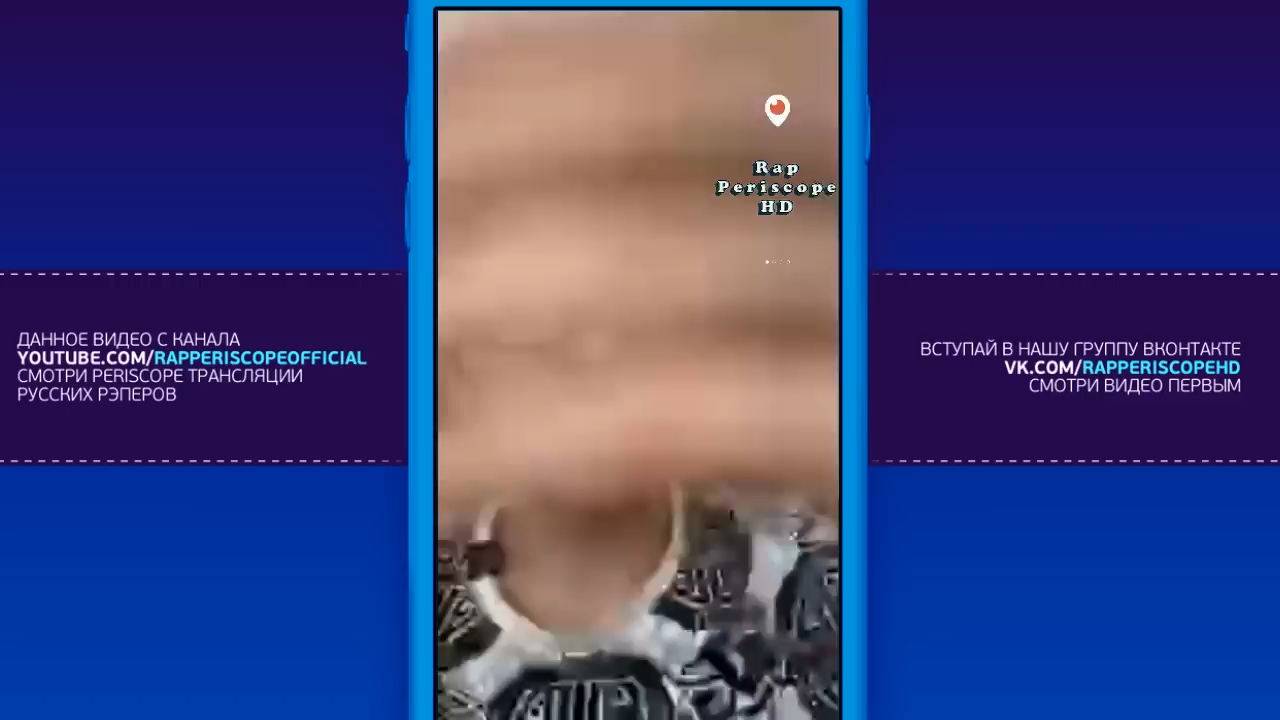 Rap
Periscope
HD
ДАННОЕ ВИДЕО С КАНАЛА
YOUTUBE.COM/RAPPERISCOPEOFFICIAL
СМОТРИ PERISCOPE ТРАНСЛЯЦИИ
РУССКИХ РЭПЕРОВ
ВСТУПАЙ В НАШУ ГРУППУ ВКОНТАКТЕ
VK.COM/RAPPERISCOPEHD
СМОТРИ ВИДЕО ПЕРВЫМ